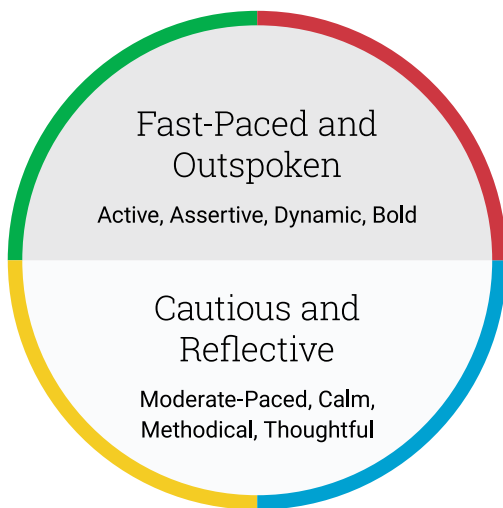 Fast-Paced and
Outspoken
Active, Assertive, Dynamic, Bold
Cautious and
Reflective
Moderate-Paced, Calm,
Methodical, Thoughtful